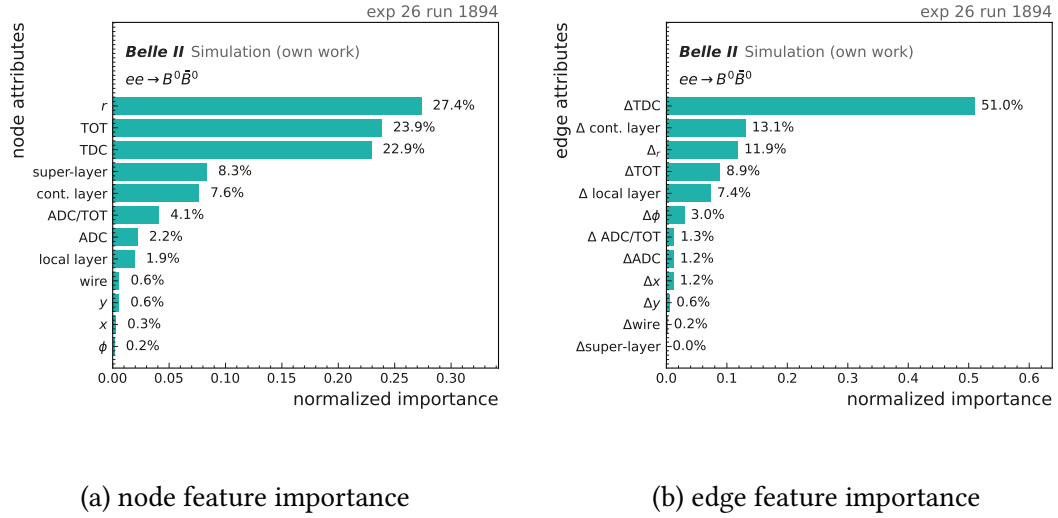 exp 26 run 1894
node attributes
Belle II Simulation (own work)
ee → B⁰B̄⁰
r 27.4%
TOT 23.9%
TDC 22.9%
super-layer 8.3%
cont. layer 7.6%
ADC/TOT 4.1%
ADC 2.2%
local layer 1.9%
wire 0.6%
y 0.6%
x 0.3%
ϕ 0.2%
0.00 0.05 0.10 0.15 0.20 0.25 0.30
normalized importance
(a) node feature importance
exp 26 run 1894
edge attributes
Belle II Simulation (own work)
ee → B⁰B̄⁰
ΔTDC 51.0%
Δ cont. layer 13.1%
Δᵣ 11.9%
ΔTOT 8.9%
Δ local layer 7.4%
Δϕ 3.0%
Δ ADC/TOT 1.3%
ΔADC 1.2%
Δx 1.2%
Δy 0.6%
Δwire 0.2%
Δsuper-layer 0.0%
0.0 0.1 0.2 0.3 0.4 0.5 0.6
normalized importance
(b) edge feature importance